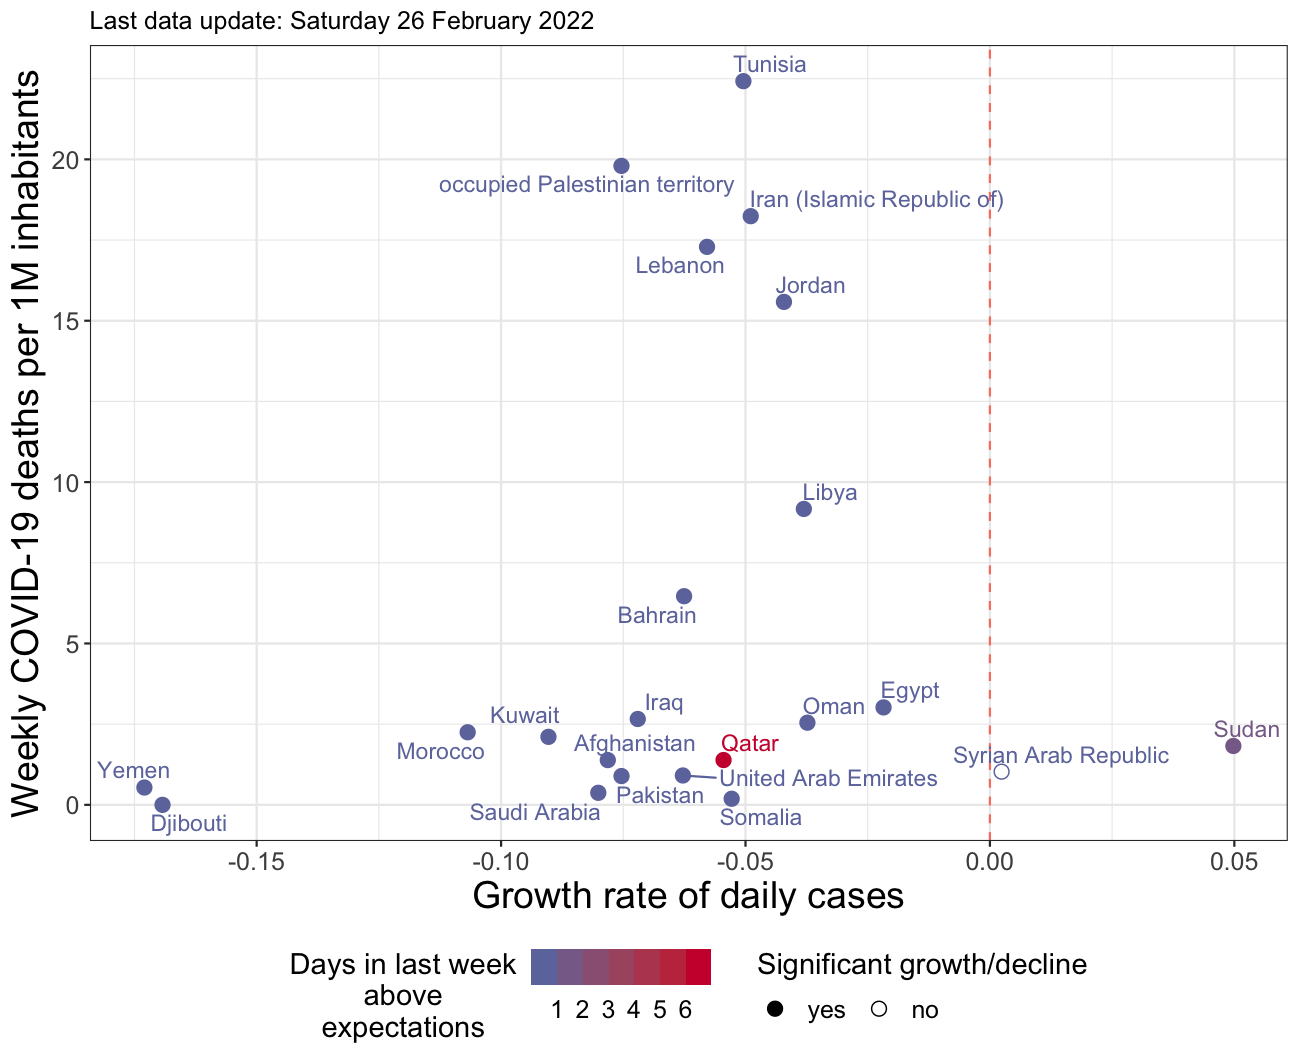 Last data update: Saturday 26 February 2022
Weekly COVID-19 deaths per 1M inhabitants
20
15
10
5
0
Tunisia
occupied Palestinian territory
Iran (Islamic Republic of)
Lebanon
Jordan
Libya
Bahrain
Egypt
Iraq
Oman
Kuwait
Sudan
Morocco
Afghanistan
Qatar
Syrian Arab Republic
Yemen
United Arab Emirates
Pakistan
Saudi Arabia
Somalia
Djibouti
-0.15 -0.10 -0.05 0.00 0.05
Growth rate of daily cases
Days in last week
above
expectations
1 2 3 4 5 6
Significant growth/decline
yes no